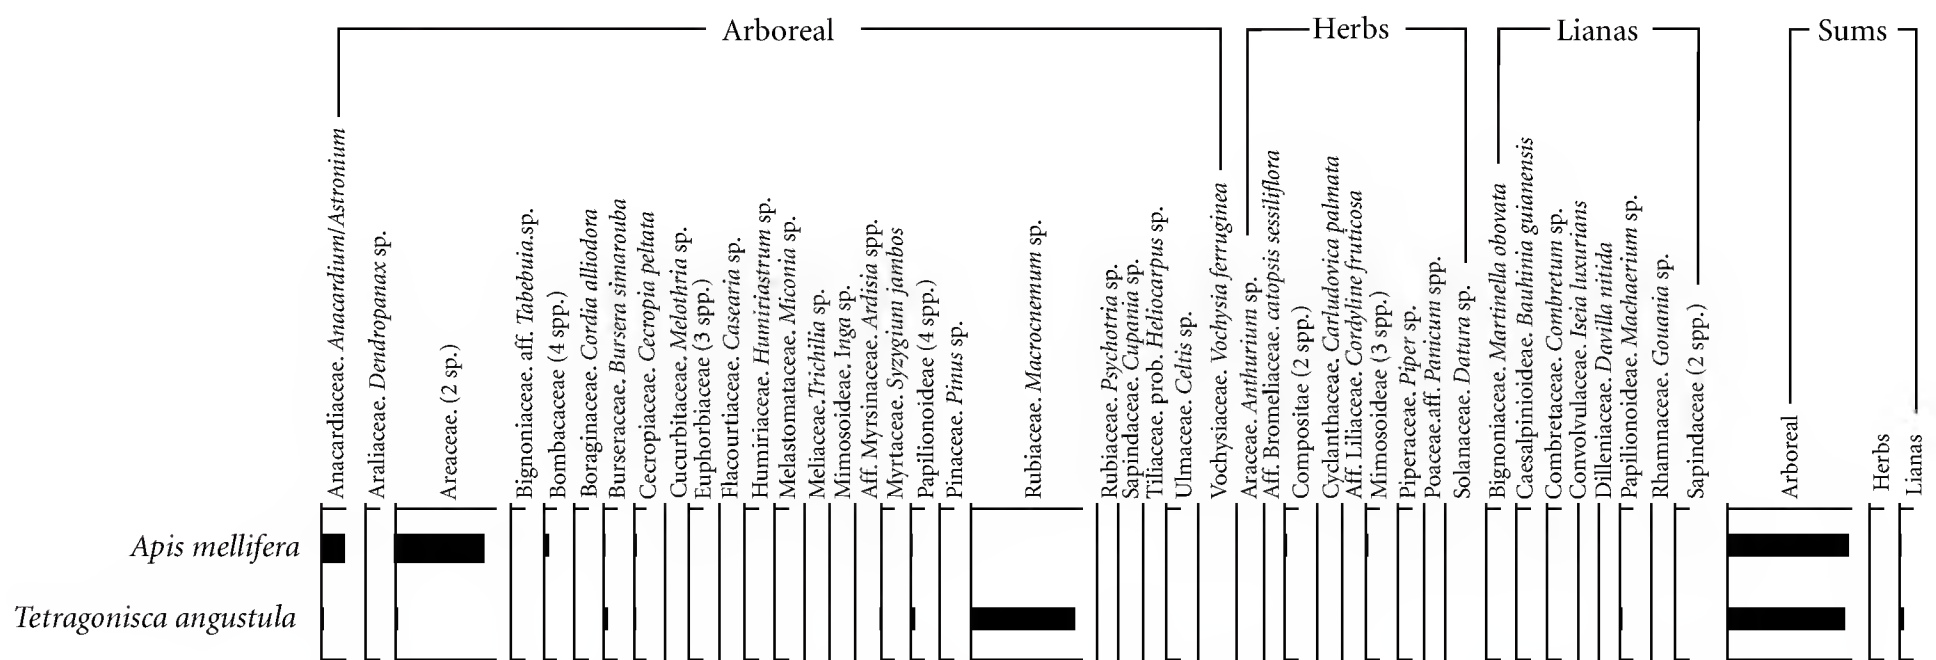 Arboreal
Herbs
Lianas
Sums
Anacardiaceae. Anacardium/Astronium
Araliaceae. Dendropanax sp.
Areaceae. (2 sp.)
Bignoniaceae. aff. Tabebuia.sp.
Bombacaceae (4 spp.)
Boraginaceae. Cordia alliodora
Burseraceae. Bursera simarouba
Cecropiaceae. Cecropia peltata
Cucurbitaceae. Melothria sp.
Euphorbiaceae (3 spp.)
Flacourtiaceae. Casearia sp.
Humiriaceae. Humiriastrum sp.
Melastomataceae. Miconia sp.
Meliaceae. Trichilia sp.
Mimosoideae. Inga sp.
Aff. Myrsinaceae. Ardisia spp.
Myrtaceae. Syzygium jambos
Papilionoideae (4 spp.)
Pinaceae. Pinus sp.
Rubiaceae. Macrocnemum sp.
Rubiaceae. Psychotria sp.
Sapindaceae. Cupania sp.
Tiliaceae. prob. Heliocarpus sp.
Ulmaceae. Celtis sp.
Vochysiaceae. Vochysia ferruginea
Araceae. Anthurium sp.
Aff. Bromeliaceae. catopsis sessiliflora
Compositae (2 spp.)
Cyclanthaceae. Carludovica palmata
Aff. Liliaceae. Cordyline fruticosa
Mimosoideae (3 spp.)
Piperaceae. Piper sp.
Poaceae.aff. Panicum spp.
Solanaceae. Datura sp.
Bignoniaceae. Martinella obovata
Caesalpinioideae. Bauhinia guianensis
Combretaceae. Combretum sp.
Convolvulaceae. Iseia luxurians
Dilleniaceae. Davilla nitida
Papilionoideae. Machaerium sp.
Rhamnaceae. Gouania sp.
Sapindaceae (2 spp.)
Arboreal
Herbs
Lianas
Apis mellifera
Tetragonisca angustula